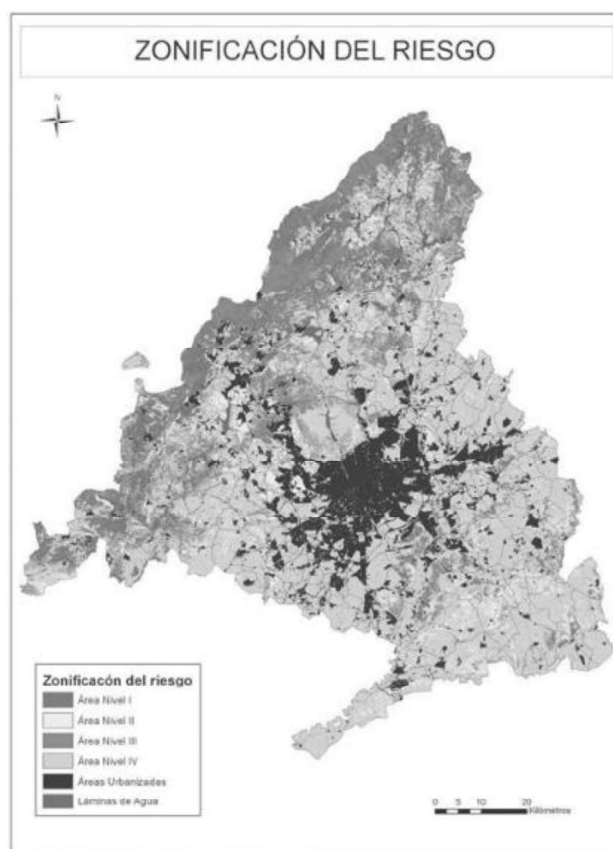 ZONIFICACIÓN DEL RIESGO
N
Zonificacón del riesgo
Área Nivel I
Área Nivel II
Área Nivel III
Área Nivel IV
Áreas Urbanizadas
Láminas de Agua
0 5 10 20
Kilómetros